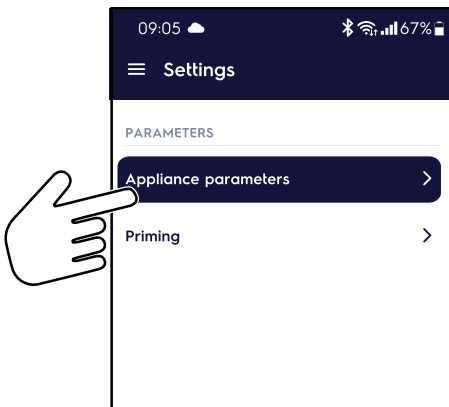 09:05 67%
Settings
PARAMETERS
Appliance parameters
Priming